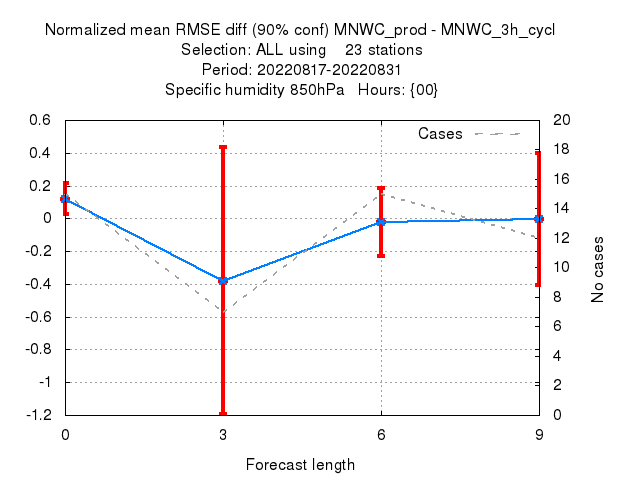 Normalized mean RMSE diff (90% conf) MNWC_prod - MNWC_3h_cycl
Selection: ALL using 23 stations
Period: 20220817-20220831
Specific humidity 850hPa Hours: {00}
Cases
0.6
0.4
0.2
0
-0.2
-0.4
-0.6
-0.8
-1
-1.2
20
18
16
14
12
10
8
6
4
2
0
No cases
0 3 6 9
Forecast length